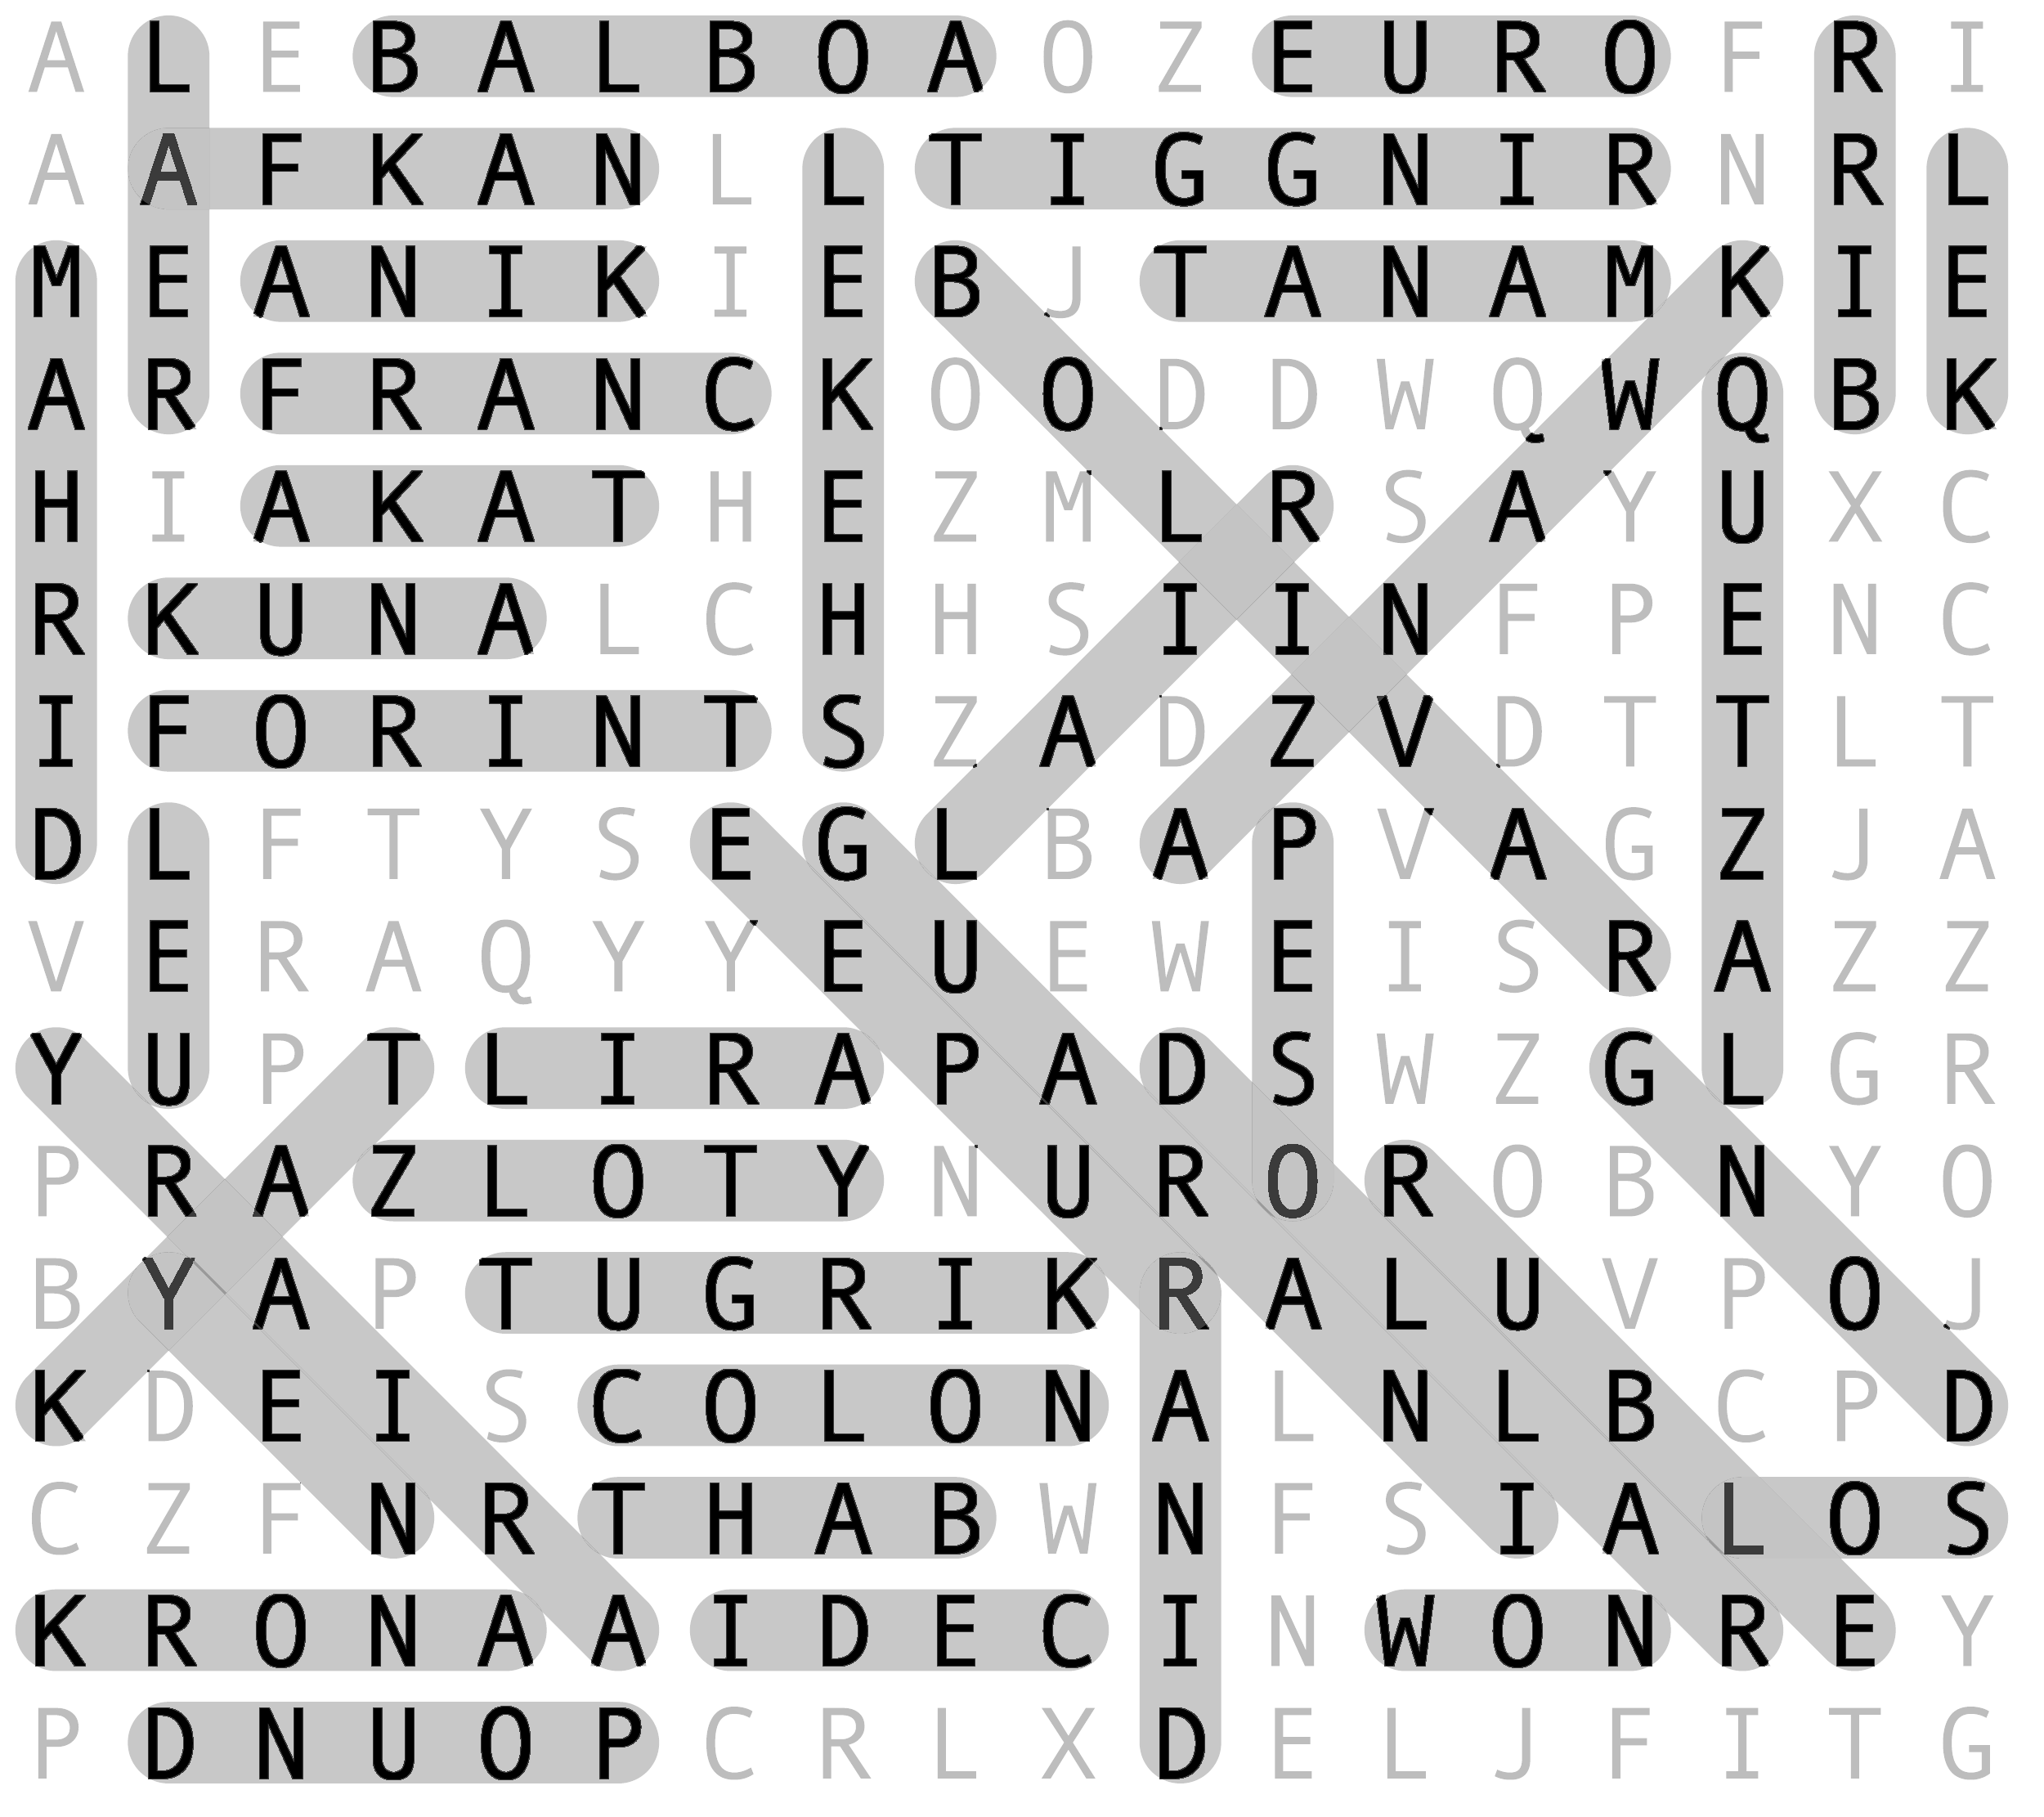 A L E B A L B O A O Z E U R O F R I
A A F K A N L L T I G G N I R N R L
M E A N I K I E B J T A N A M K I E
A R F R A N C K O O D D W Q W Q B K
H I A K A T H E Z M L R S A Y U X C
R K U N A L C H H S I I N F P E N C
I F O R I N T S Z A D Z V D T T L T
D L F T Y S E G L B A P V A G Z J A
V E R A Q Y Y E U E W E I S R A Z Z
Y U P T L I R A P A D S W Z G L G R
P R A Z L O T Y N U R O R O B N Y O
B Y A P T U G R I K R A L U V P O J
K D E I S C O L O N A L N L B C P D
C Z F N R T H A B W N F S I A L O S
K R O N A A I D E C I N W O N R E Y
P D N U O P C R L X D E L J F I T G